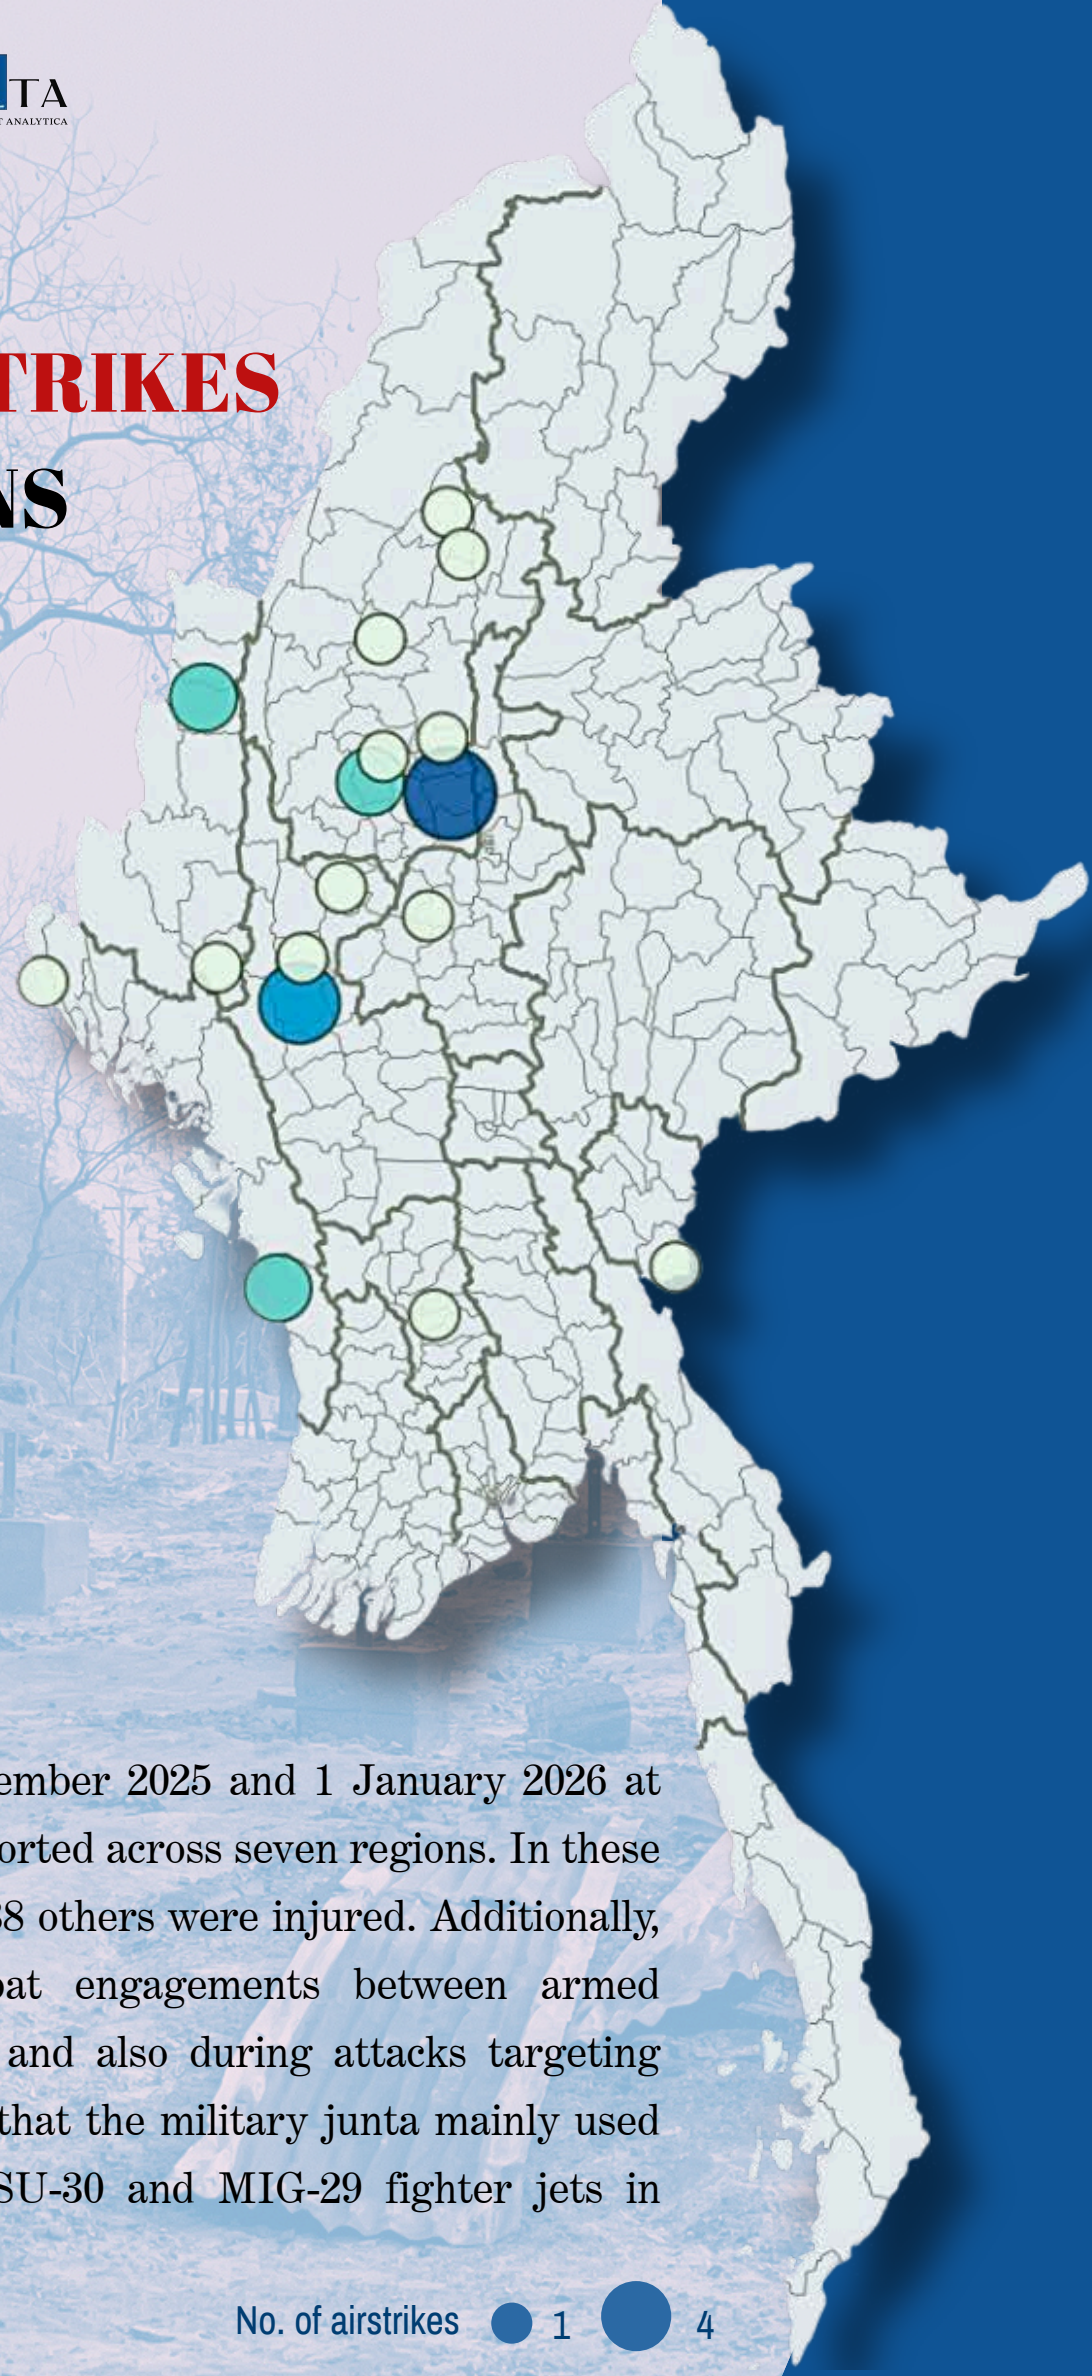 TA
ANALYTICA
TRIKES
NS
ember 2025 and 1 January 2026 at
orted across seven regions. In these
38 others were injured. Additionally,
bat engagements between armed
and also during attacks targeting
that the military junta mainly used
SU-30 and MIG-29 fighter jets in
No. of airstrikes 1 4